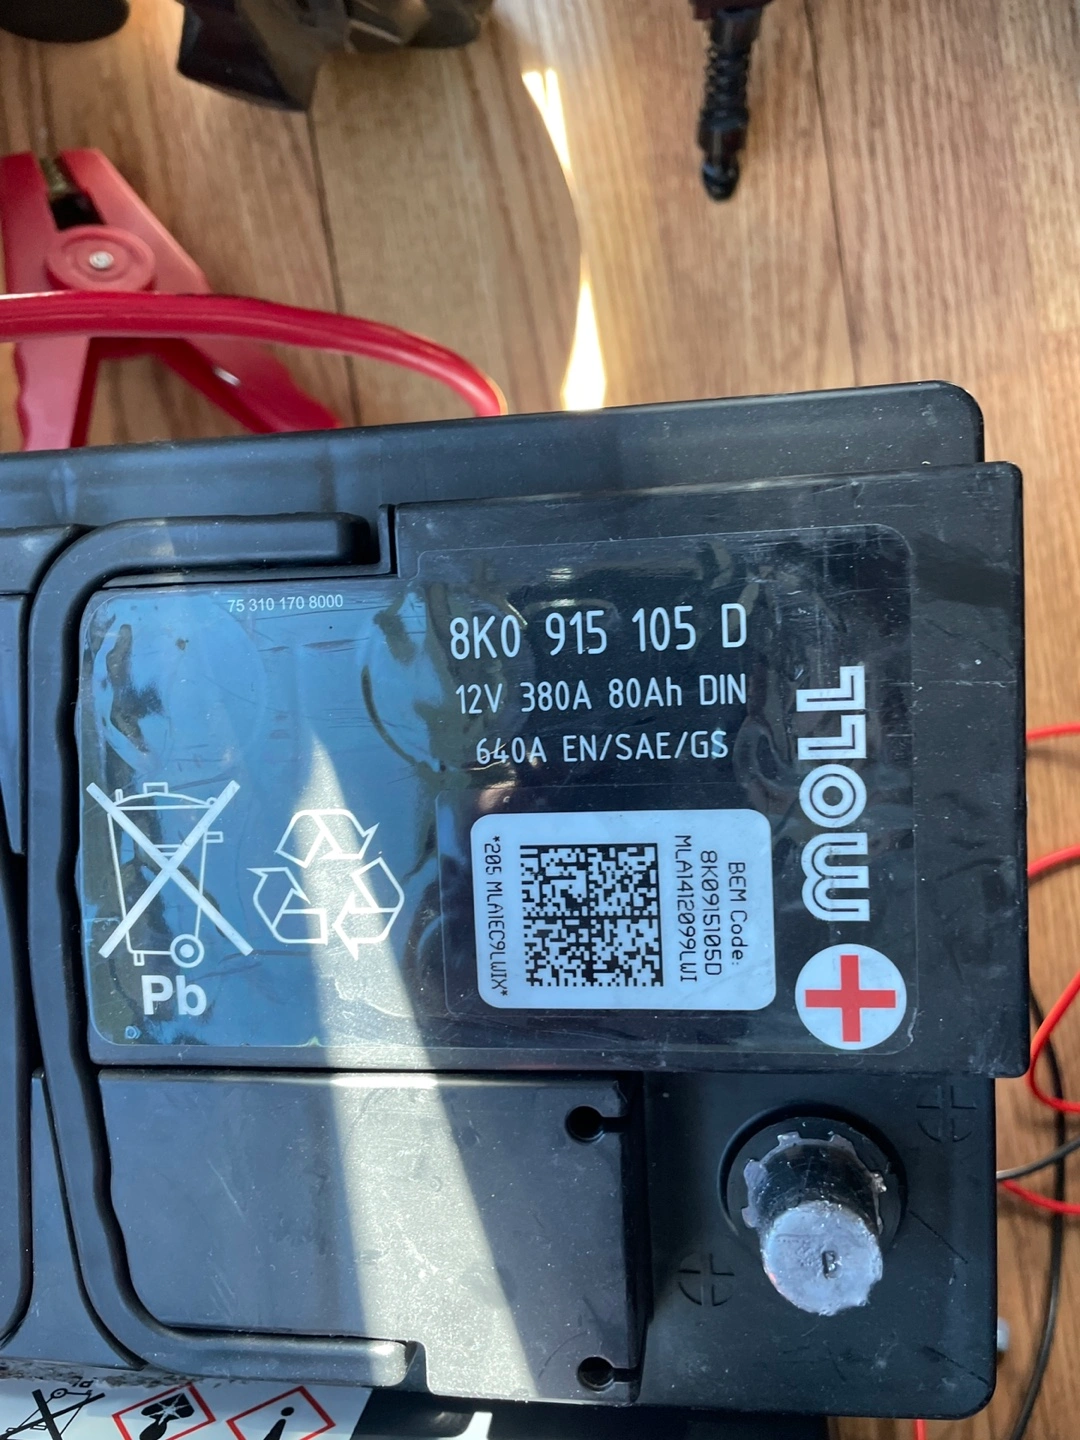 75 310 170 8000
8K0 915 105 D
12V 380A 80Ah DIN
640A EN/SAE/GS
MOLL
BEM Code:
8K0915105D
MLA1412099LWI
*205 MLA1EC9LWIX*
Pb
B